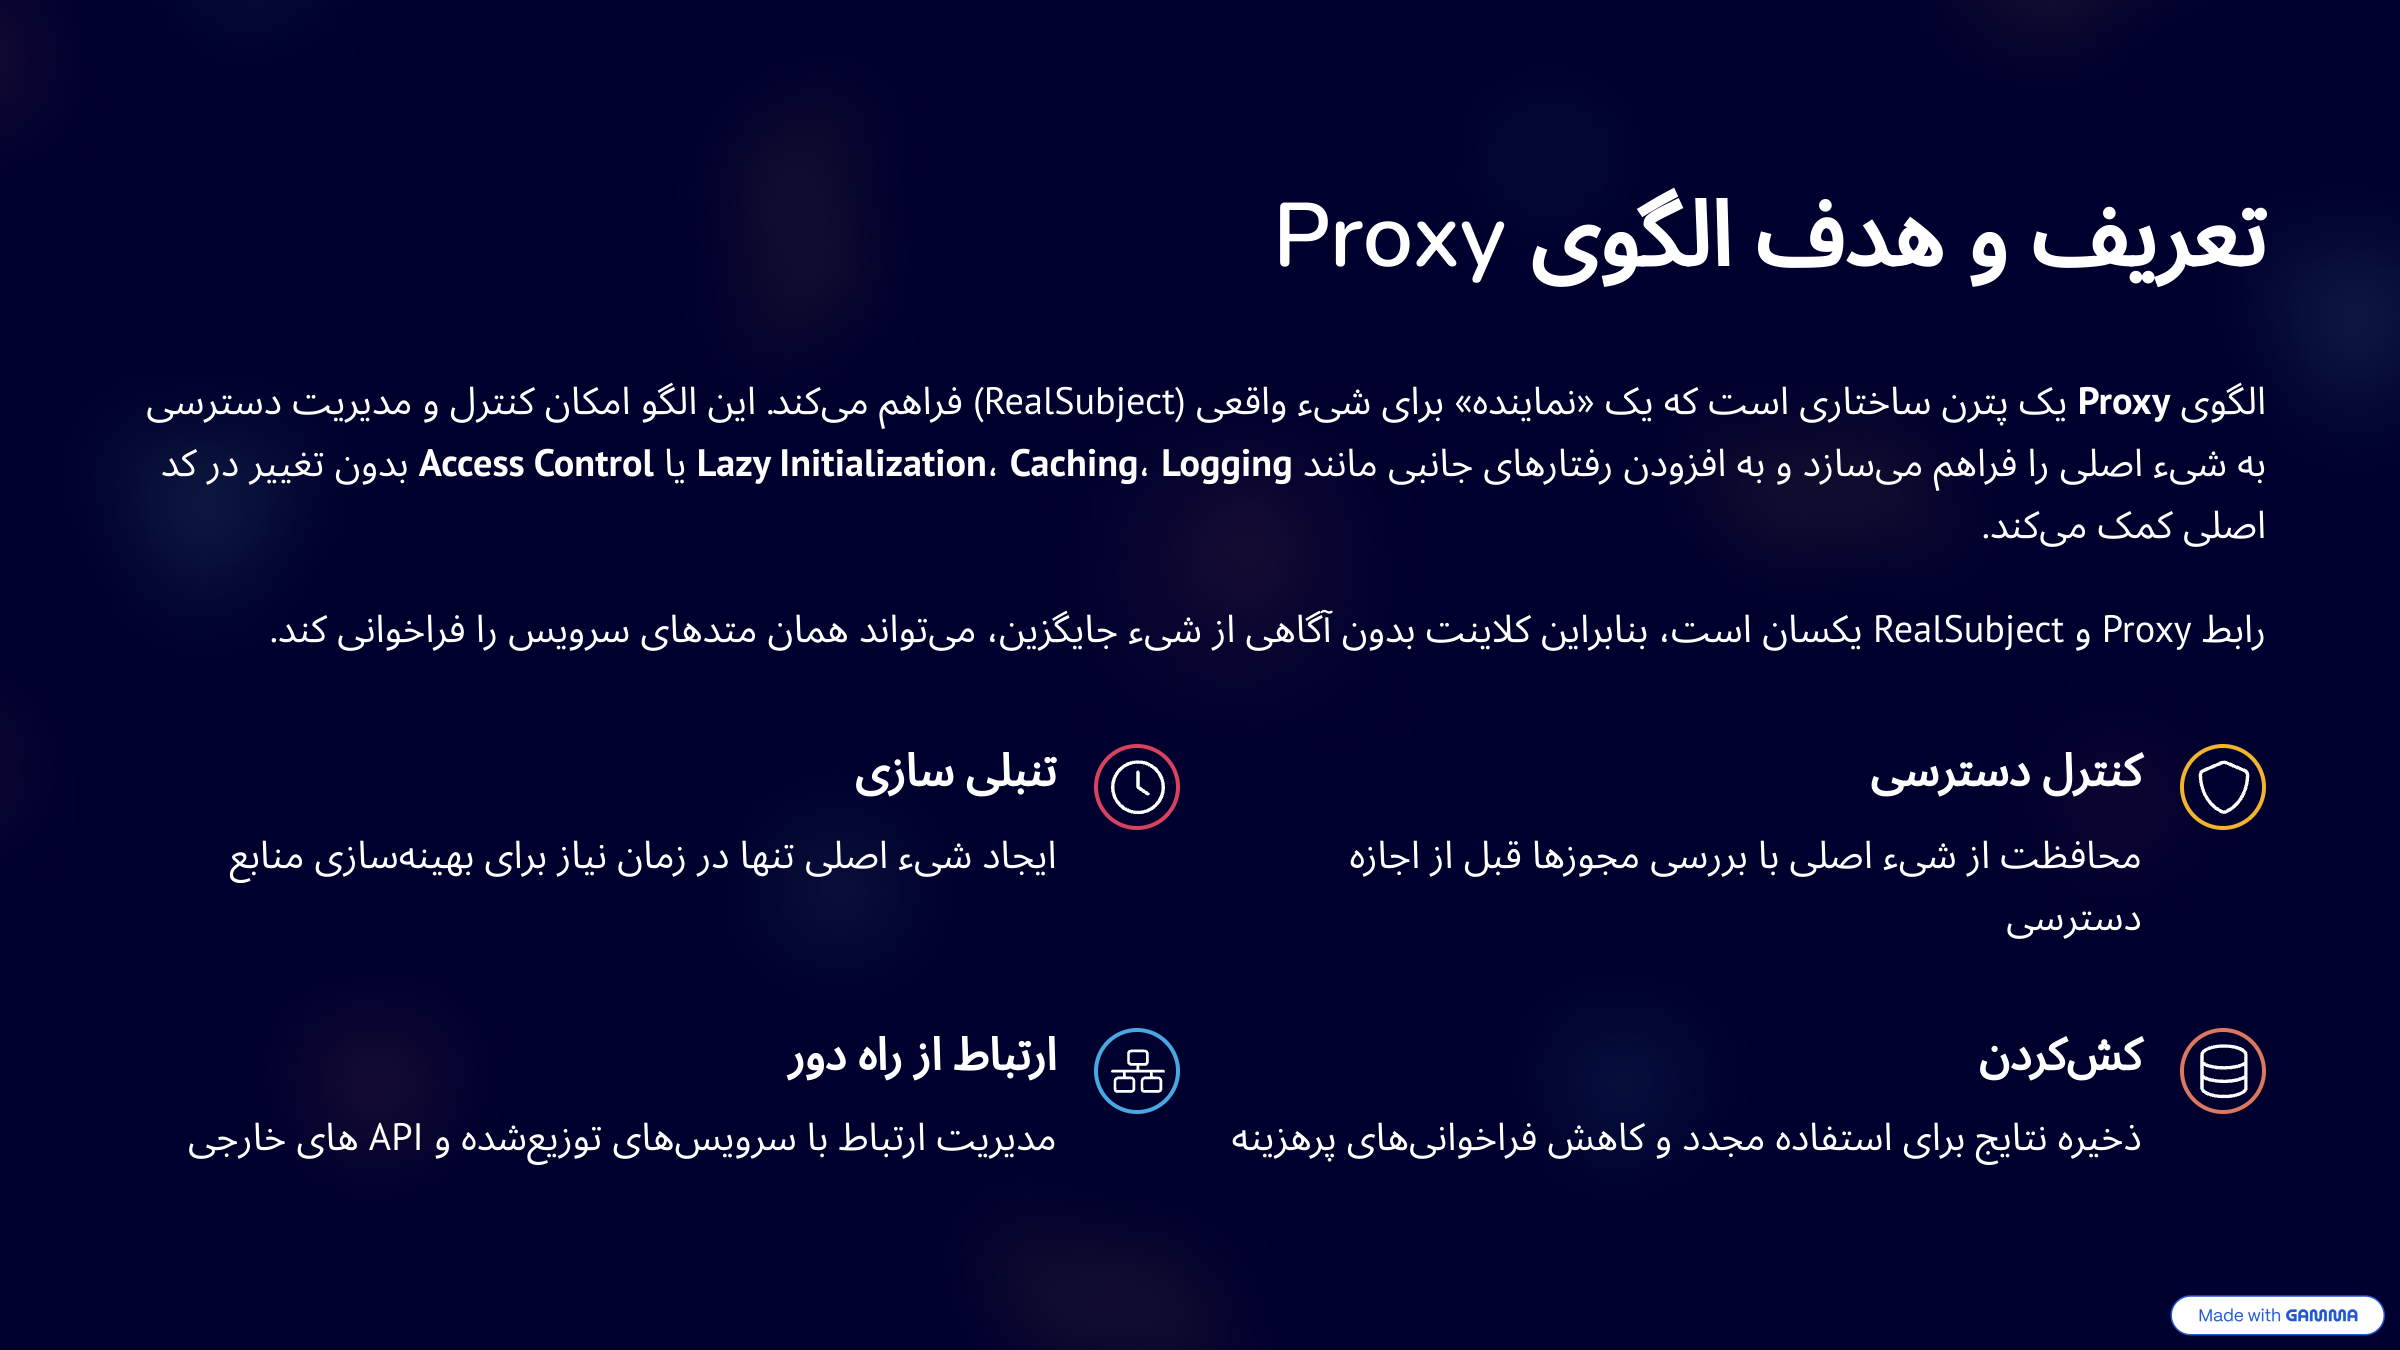 تعریف و هدف الگوی Proxy
الگوی Proxy یک پترن ساختاری است که یک «نماینده» برای شیء واقعی (RealSubject) فراهم می‌کند. این الگو امکان کنترل و مدیریت دسترسی
به شیء اصلی را فراهم می‌سازد و به افزودن رفتارهای جانبی مانند Logging، Caching، Lazy Initialization یا Access Control بدون تغییر در کد
اصلی کمک می‌کند.
رابط Proxy و RealSubject یکسان است، بنابراین کلاینت بدون آگاهی از شیء جایگزین، می‌تواند همان متدهای سرویس را فراخوانی کند.
کنترل دسترسی
محافظت از شیء اصلی با بررسی مجوزها قبل از اجازه
دسترسی
تنبلی سازی
ایجاد شیء اصلی تنها در زمان نیاز برای بهینه‌سازی منابع
کش‌کردن
ذخیره نتایج برای استفاده مجدد و کاهش فراخوانی‌های پرهزینه
ارتباط از راه دور
مدیریت ارتباط با سرویس‌های توزیع‌شده و API های خارجی
Made with GAMMA